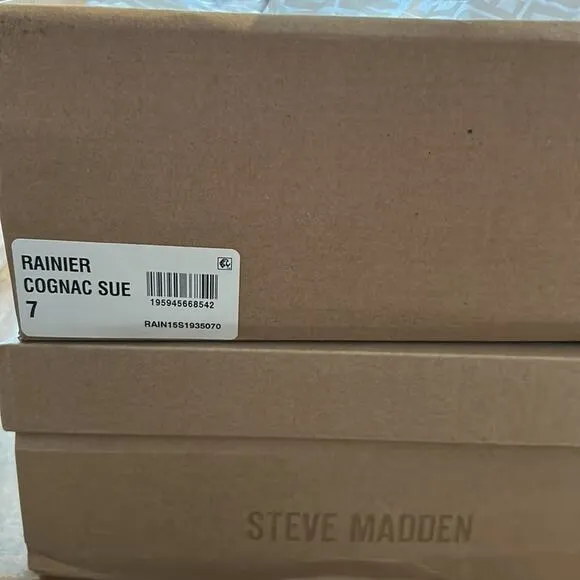 RAINIER
COGNAC SUE
7
195945668542
RAIN15S1935070
STEVE MADDEN